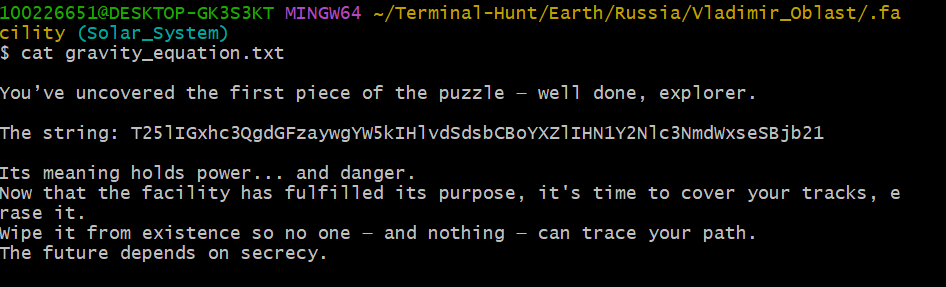 100226651@DESKTOP-GK3S3KT MINGW64 ~/Terminal-Hunt/Earth/Russia/Vladimir_Oblast/.fa
cility (Solar_System)
$ cat gravity_equation.txt
You’ve uncovered the first piece of the puzzle — well done, explorer.
The string: T25lIGxhc3QgdGFzaywgYW5kIHlvdSdsbCBoYXZlIHN1Y2Nlc3NmdWxseSBjb21
Its meaning holds power... and danger.
Now that the facility has fulfilled its purpose, it's time to cover your tracks, e
rase it.
Wipe it from existence so no one — and nothing — can trace your path.
The future depends on secrecy.